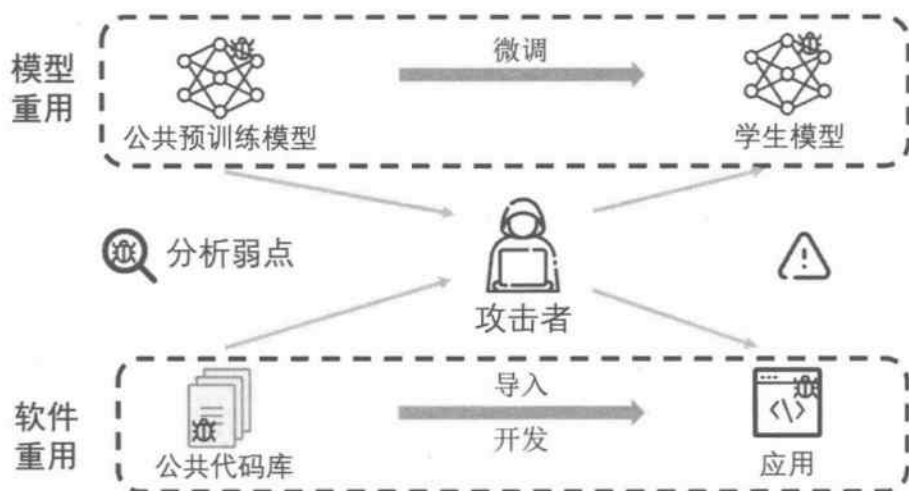 模型
重用
微调
公共预训练模型
学生模型
分析弱点
攻击者
软件
重用
导入
开发
公共代码库
应用